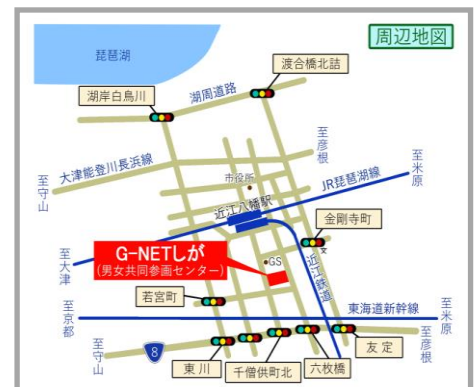 周辺地図
琵琶湖
渡合橋北詰
湖岸白鳥川
湖周道路
大津能登川長浜線
至彦根
至守山
市役所
JR琵琶湖線
至米原
近江八幡駅
金剛寺町
G-NETしが
(男女共同参画センター)
GS
近江鉄道
至大津
若宮町
東海道新幹線
至京都
至米原
至守山
8
東川
千僧供町北
六枚橋
友定
至彦根